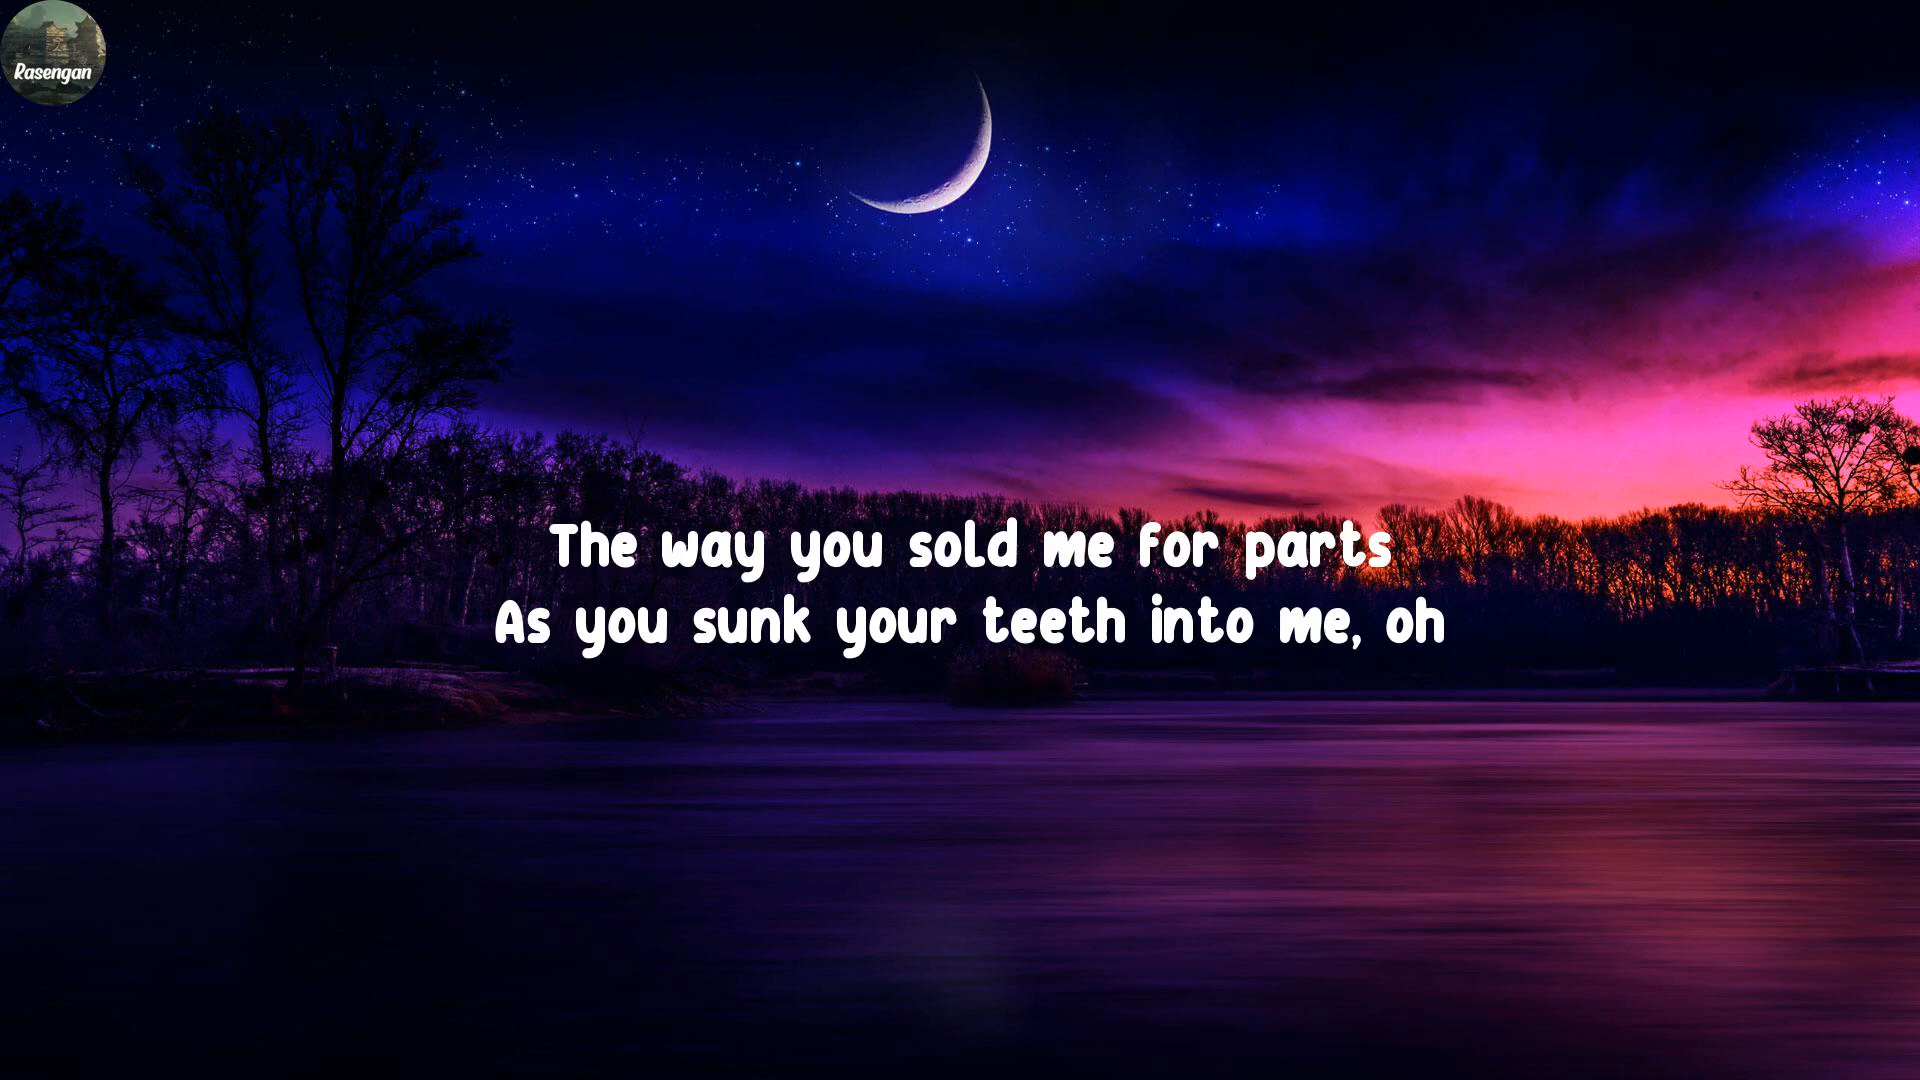 Rasengan
The way you sold me for parts
As you sunk your teeth into me, oh